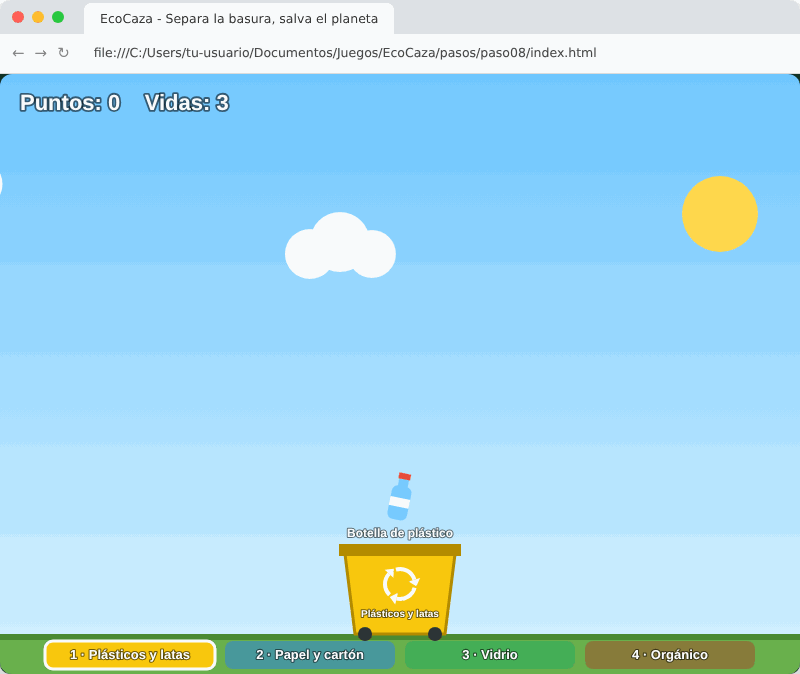 EcoCaza - Separa la basura, salva el planeta
file:///C:/Users/tu-usuario/Documentos/Juegos/EcoCaza/pasos/paso08/index.html
Puntos: 0 Vidas: 3
Botella de plástico
Plásticos y latas
1 · Plásticos y latas
2 · Papel y cartón
3 · Vidrio
4 · Orgánico